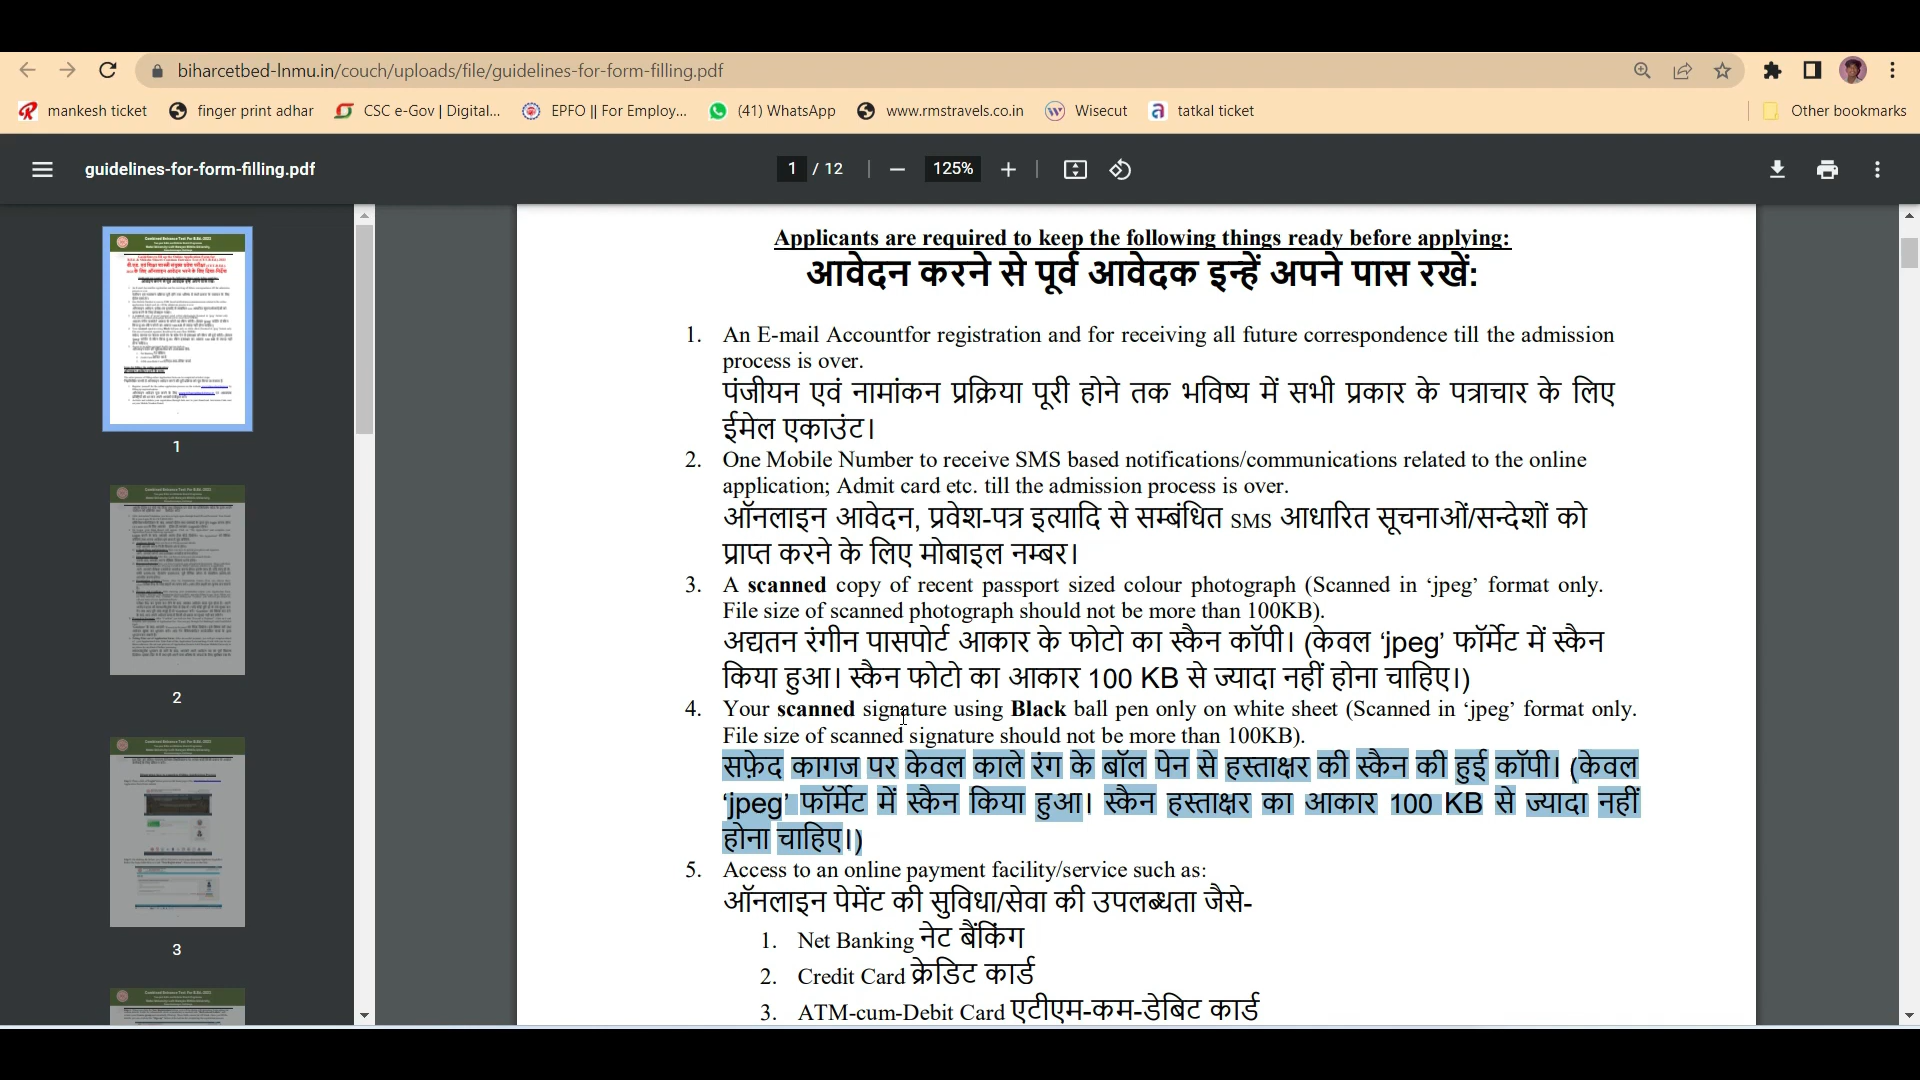 biharcetbed-lnmu.in/couch/uploads/file/guidelines-for-form-filling.pdf
mankesh ticket
finger print adhar
CSC e-Gov | Digital...
EPFO || For Employ...
(41) WhatsApp
www.rmstravels.co.in
Wisecut
tatkal ticket
Other bookmarks
guidelines-for-form-filling.pdf
1 / 12
125%
Applicants are required to keep the following things ready before applying:
आवेदन करने से पूर्व आवेदक इन्हें अपने पास रखें:
1. An E-mail Accountfor registration and for receiving all future correspondence till the admission
process is over.
पंजीयन एवं नामांकन प्रक्रिया पूरी होने तक भविष्य में सभी प्रकार के पत्राचार के लिए
ईमेल एकाउंट।
2. One Mobile Number to receive SMS based notifications/communications related to the online
application; Admit card etc. till the admission process is over.
ऑनलाइन आवेदन, प्रवेश-पत्र इत्यादि से सम्बंधित SMS आधारित सूचनाओं/सन्देशों को
प्राप्त करने के लिए मोबाइल नम्बर।
3. A scanned copy of recent passport sized colour photograph (Scanned in ‘jpeg’ format only.
File size of scanned photograph should not be more than 100KB).
अद्यतन रंगीन पासपोर्ट आकार के फोटो का स्कैन कॉपी। (केवल ‘jpeg’ फॉर्मेट में स्कैन
किया हुआ। स्कैन फोटो का आकार 100 KB से ज्यादा नहीं होना चाहिए।)
4. Your scanned signature using Black ball pen only on white sheet (Scanned in ‘jpeg’ format only.
File size of scanned signature should not be more than 100KB).
सफ़ेद कागज पर केवल काले रंग के बॉल पेन से हस्ताक्षर की स्कैन की हुई कॉपी। (केवल
‘jpeg’ फॉर्मेट में स्कैन किया हुआ। स्कैन हस्ताक्षर का आकार 100 KB से ज्यादा नहीं
होना चाहिए।)
5. Access to an online payment facility/service such as:
ऑनलाइन पेमेंट की सुविधा/सेवा की उपलब्धता जैसे-
1. Net Banking नेट बैंकिंग
2. Credit Card क्रेडिट कार्ड
3. ATM-cum-Debit Card एटीएम-कम-डेबिट कार्ड
1
2
3